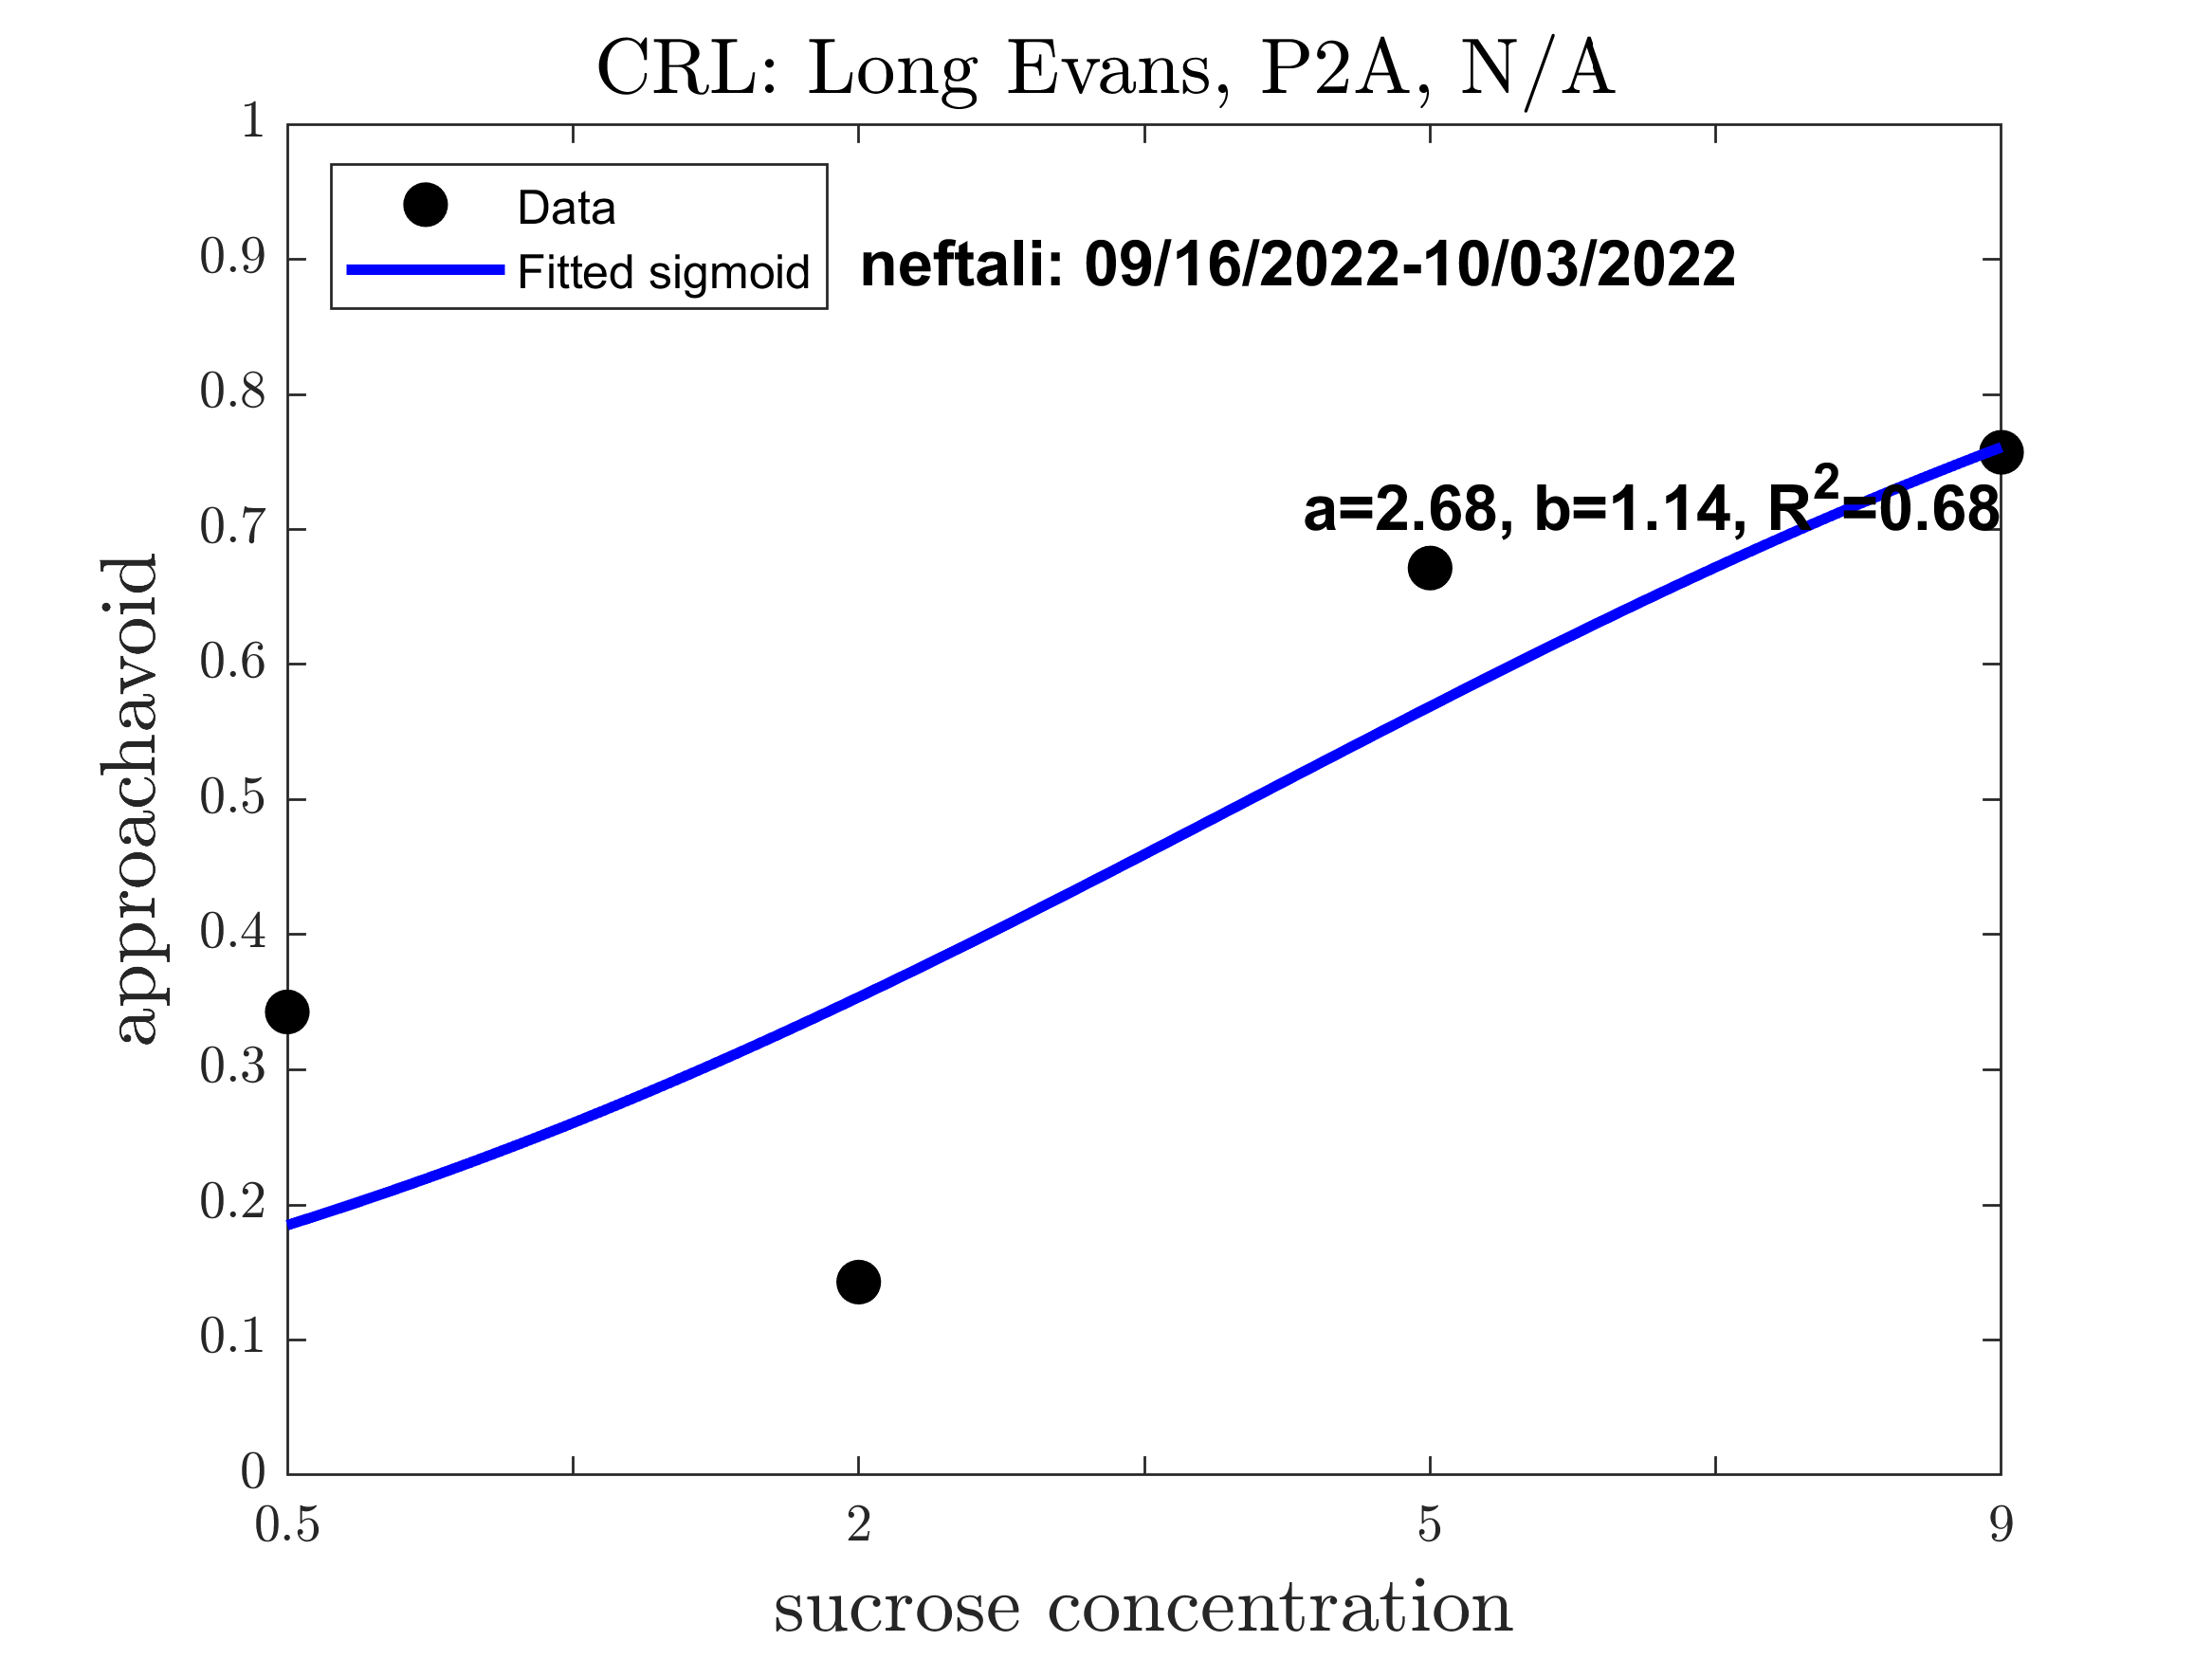 CRL: Long Evans, P2A, N/A
1
0.9
0.8
0.7
0.6
0.5
0.4
0.3
0.2
0.1
0
Data
Fitted sigmoid
neftali: 09/16/2022-10/03/2022
a=2.68, b=1.14, R²=0.68
approachavoid
0.5 2 5 9
sucrose concentration